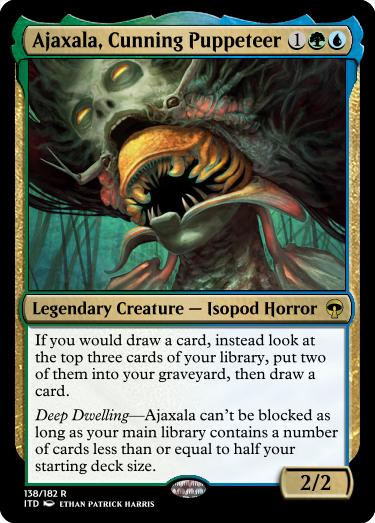 Ajaxala, Cunning Puppeteer 1
Legendary Creature — Isopod Horror
If you would draw a card, instead look at
the top three cards of your library, put two
of them into your graveyard, then draw a
card.
Deep Dwelling—Ajaxala can't be blocked as
long as your main library contains a number
of cards less than or equal to half your
starting deck size.
2/2
138/182 R
ITD ETHAN PATRICK HARRIS